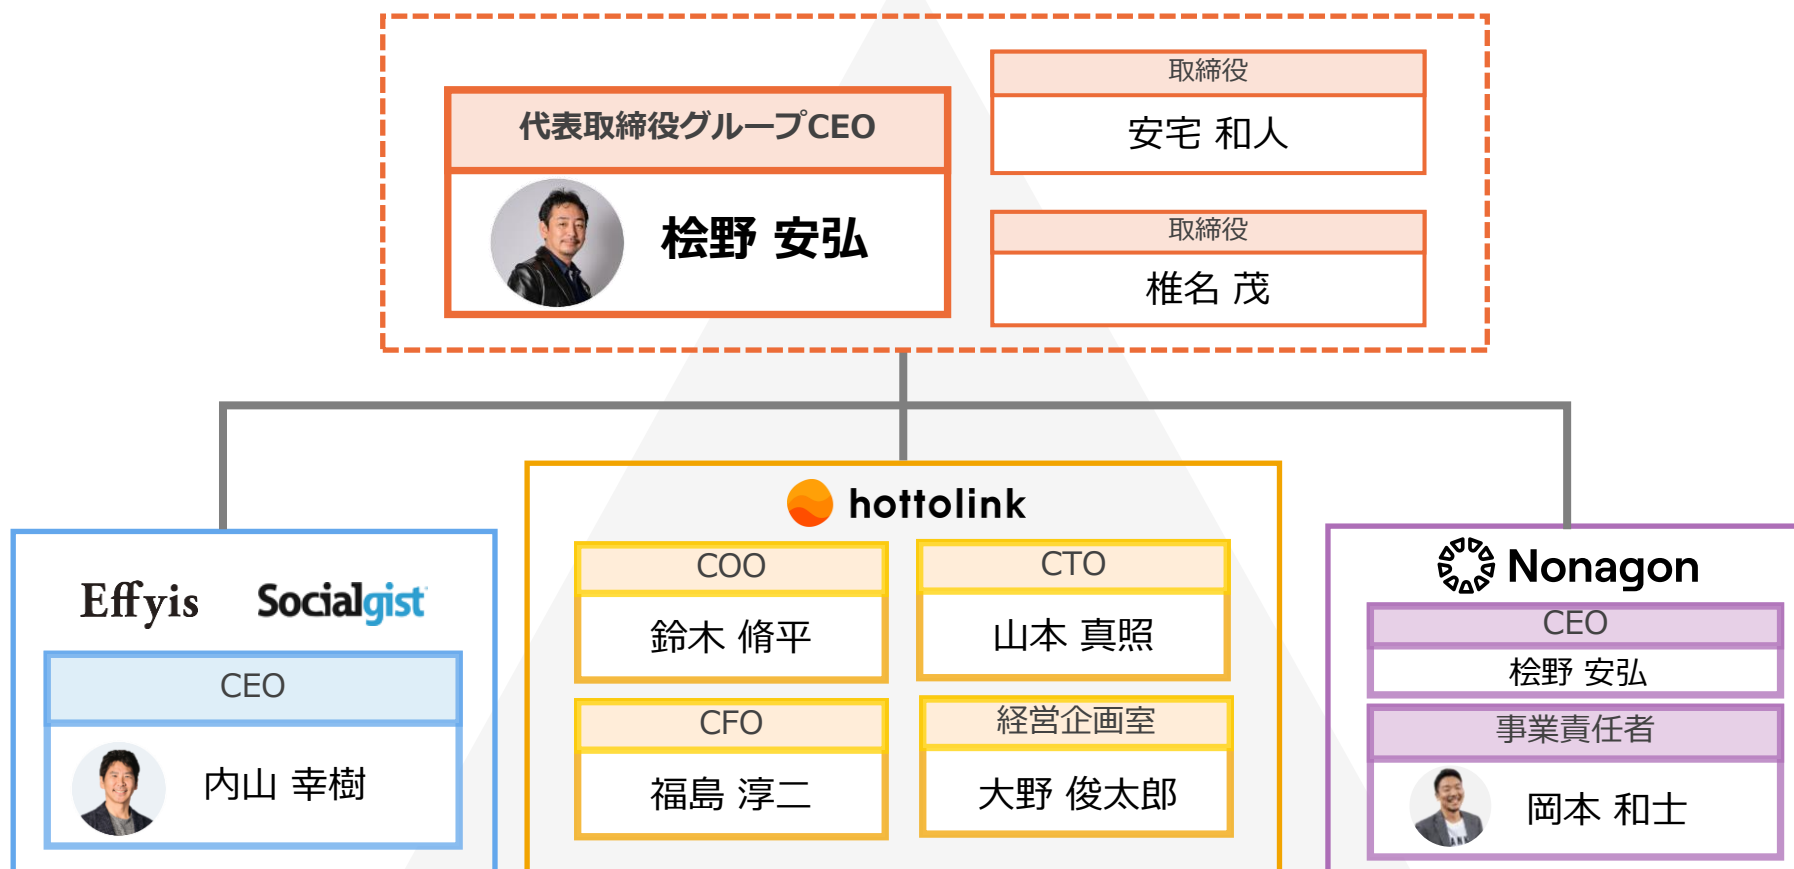 代表取締役グループCEO
桧野 安弘
取締役
安宅 和人
取締役
椎名 茂
Effyis
Socialgist
CEO
内山 幸樹
hottolink
COO
鈴木 脩平
CTO
山本 真照
CFO
福島 淳二
経営企画室
大野 俊太郎
Nonagon
CEO
桧野 安弘
事業責任者
岡本 和士